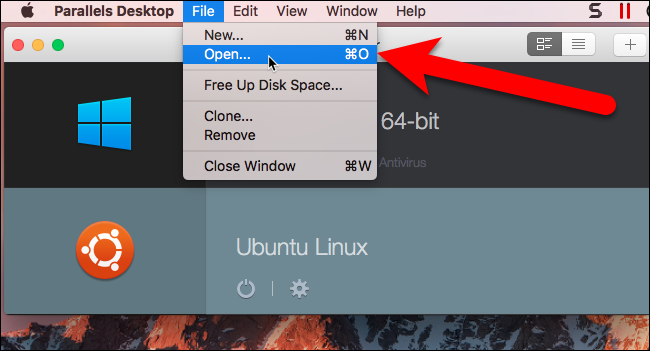 Parallels Desktop File Edit View Window Help
New... ⌘N
Open... ⌘O
Free Up Disk Space...
Clone...
Remove
Close Window ⌘W
64-bit
Antivirus
Ubuntu Linux